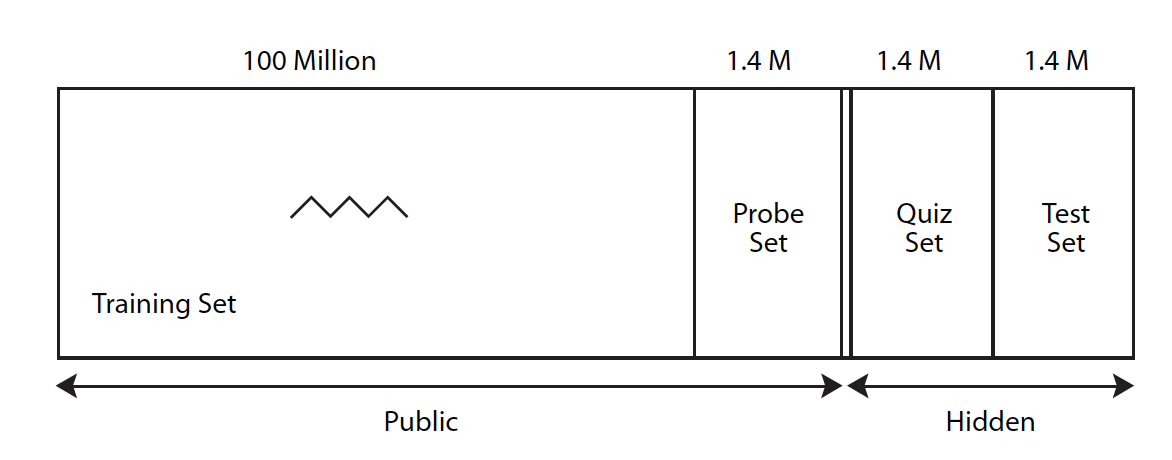 100 Million
1.4 M
1.4 M
1.4 M
Training Set
Probe
Set
Quiz
Set
Test
Set
Public
Hidden